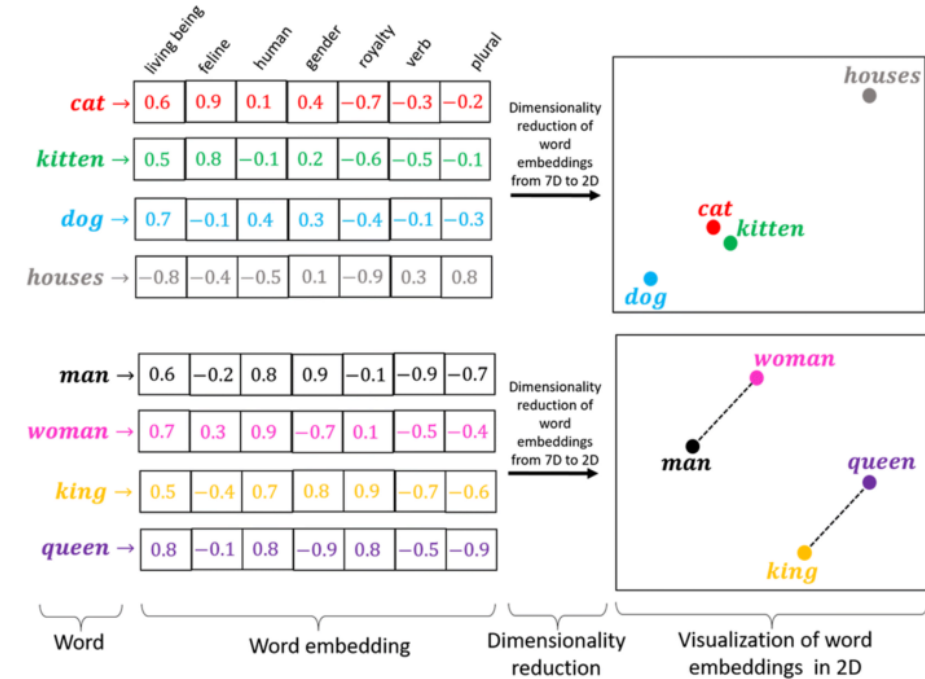 living being feline human gender royalty verb plural
cat → 0.6 0.9 0.1 0.4 −0.7 −0.3 −0.2
kitten → 0.5 0.8 −0.1 0.2 −0.6 −0.5 −0.1
dog → 0.7 −0.1 0.4 0.3 −0.4 −0.1 −0.3
houses → −0.8 −0.4 −0.5 0.1 −0.9 0.3 0.8
Dimensionality
reduction of
word
embeddings
from 7D to 2D
houses
cat
kitten
dog
man → 0.6 −0.2 0.8 0.9 −0.1 −0.9 −0.7
woman → 0.7 0.3 0.9 −0.7 0.1 −0.5 −0.4
king → 0.5 −0.4 0.7 0.8 0.9 −0.7 −0.6
queen → 0.8 −0.1 0.8 −0.9 0.8 −0.5 −0.9
Dimensionality
reduction of
word
embeddings
from 7D to 2D
woman
man
queen
king
Word
Word embedding
Dimensionality
reduction
Visualization of word
embeddings in 2D